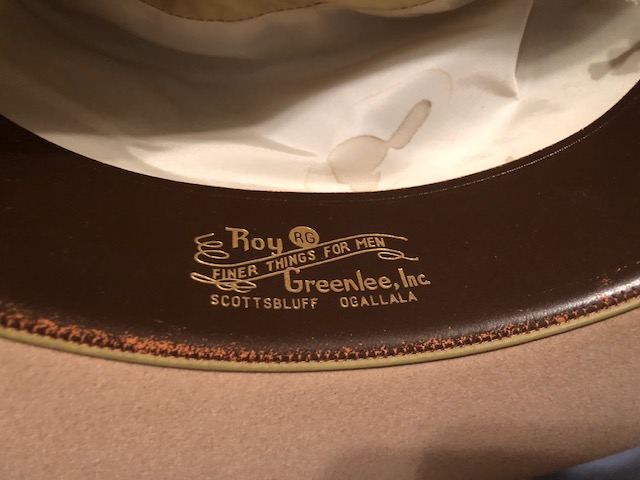 Roy RG
FINER THINGS FOR MEN
Greenlee, Inc.
SCOTTSBLUFF OGALLALA